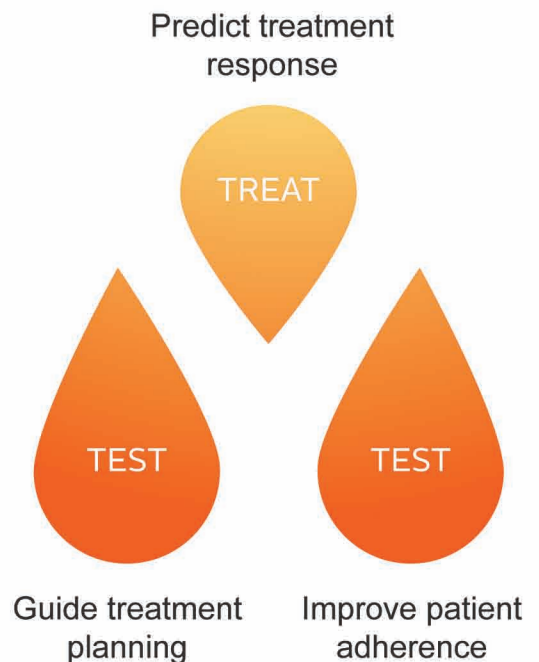 Predict treatment
response
TREAT
TEST
TEST
Guide treatment
planning
Improve patient
adherence